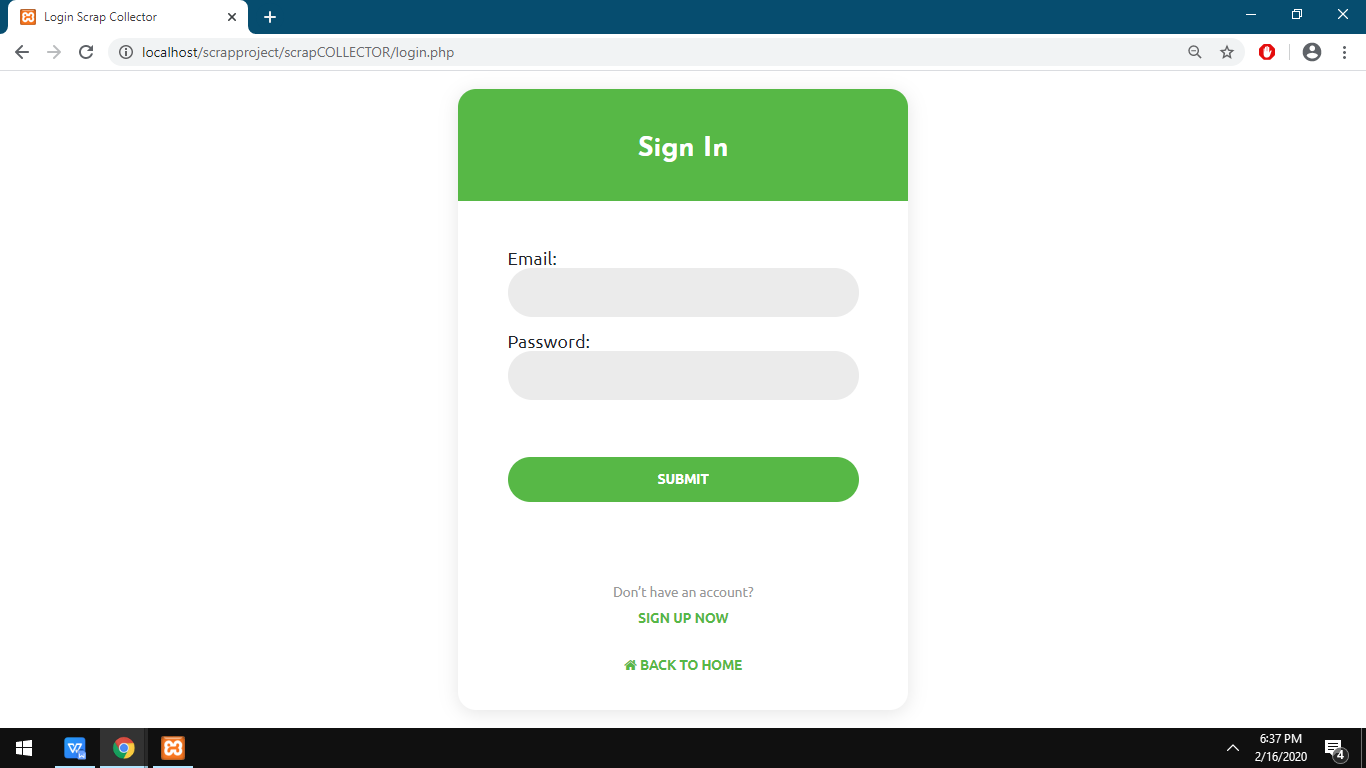 Login Scrap Collector
localhost/scrapproject/scrapCOLLECTOR/login.php
Sign In
Email:
Password:
SUBMIT
Don't have an account?
SIGN UP NOW
BACK TO HOME
6:37 PM
2/16/2020
4